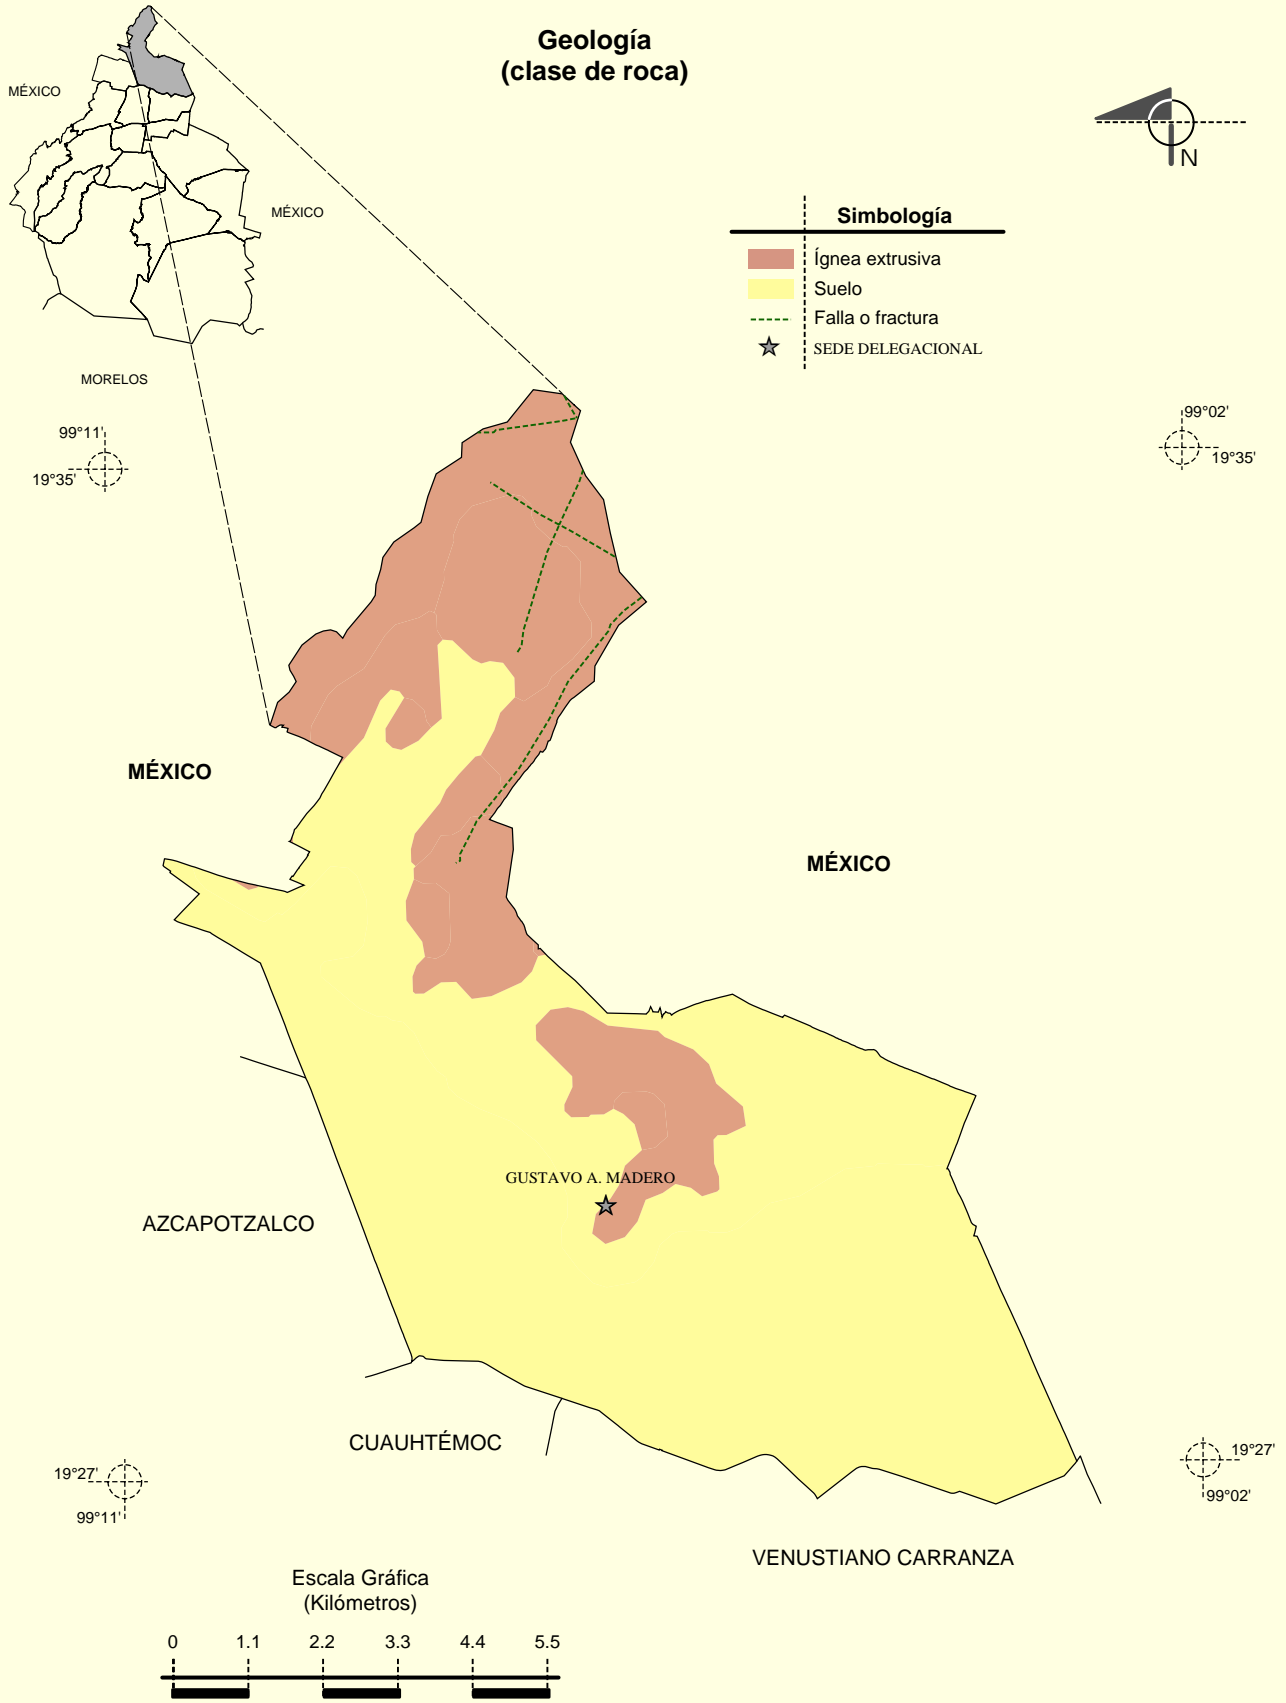 Geología
(clase de roca)
MÉXICO
MÉXICO
MORELOS
N
Simbología
Ígnea extrusiva
Suelo
Falla o fractura
SEDE DELEGACIONAL
99°11'
19°35'
99°02'
19°35'
MÉXICO
MÉXICO
GUSTAVO A. MADERO
AZCAPOTZALCO
CUAUHTÉMOC
VENUSTIANO CARRANZA
19°27'
99°11'
19°27'
99°02'
Escala Gráfica
(Kilómetros)
0 1.1 2.2 3.3 4.4 5.5